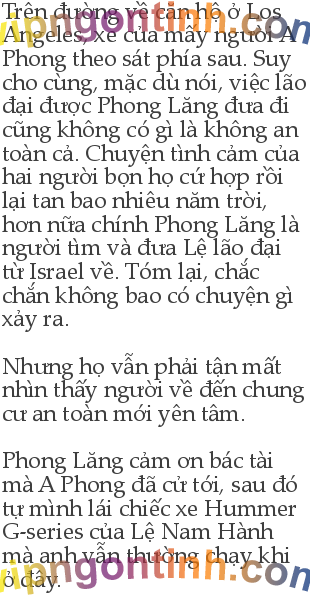 Trên đường về căn hộ ở Los
Angeles, xe của mấy người A
Phong theo sát phía sau. Suy
cho cùng, mặc dù nói, việc lão
đại được Phong Lăng đưa đi
cũng không có gì là không an
toàn cả. Chuyện tình cảm của
hai người bọn họ cứ hợp rồi
lại tan bao nhiêu năm trời,
hơn nữa chính Phong Lăng là
người tìm và đưa Lệ lão đại
từ Israel về. Tóm lại, chắc
chắn không bao có chuyện gì
xảy ra.
Nhưng họ vẫn phải tận mắt
nhìn thấy người về đến chung
cư an toàn mới yên tâm.
Phong Lăng cảm ơn bác tài
mà A Phong đã cử tới, sau đó
tự mình lái chiếc xe Hummer
G-series của Lệ Nam Hành
mà anh vẫn thường chạy khi
ở đây.
vipngontinh.com
vipngontinh.com